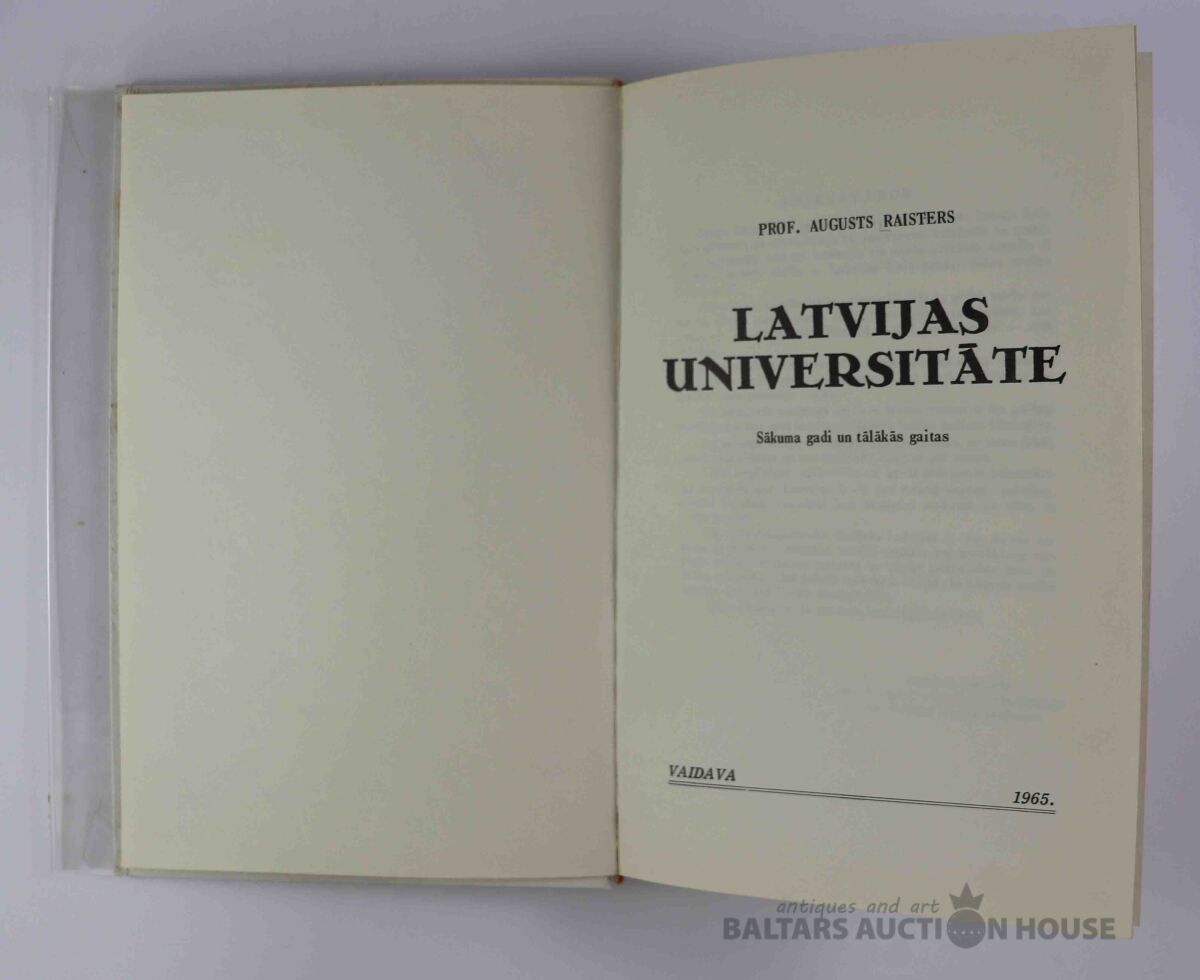 PROF. AUGUSTS RAISTERS
LATVIJAS
UNIVERSITĀTE
Sākuma gadi un tālākās gaitas
VAIDAVA
1965.
antiques and art
BALTARS AUCTION HOUSE